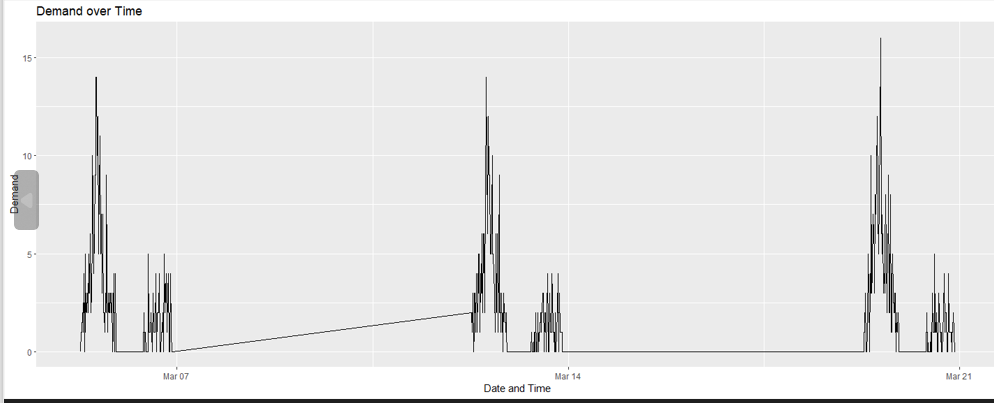 Demand over Time
15
10
5
0
Demand
Mar 07
Mar 14
Mar 21
Date and Time